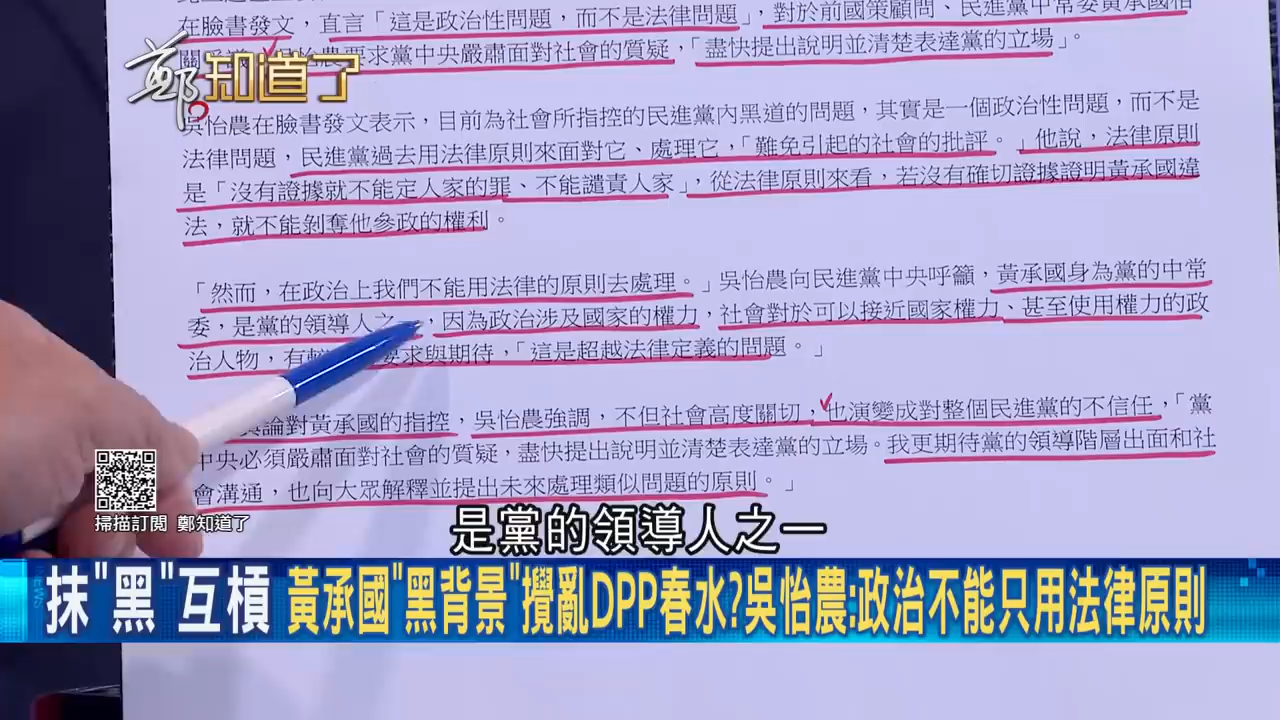 在臉書發文，直言「這是政治性問題，而不是法律問題」，對於前國策顧問、民進黨中常委黃承國相
關
要求黨中央嚴肅面對社會的質疑，「盡快提出說明並清楚表達黨的立場」。
鄭知道了
吳怡農在臉書發文表示，目前為社會所指控的民進黨內黑道的問題，其實是一個政治性問題，而不是
法律問題，民進黨過去用法律原則來面對它、處理它，「難免引起的社會的批評。」他說，法律原則
是「沒有證據就不能定人家的罪、不能譴責人家」，從法律原則來看，若沒有確切證據證明黃承國違
法，就不能剝奪他參政的權利。
「然而，在政治上我們不能用法律的原則去處理。」吳怡農向民進黨中央呼籲，黃承國身為黨的中常
委，是黨的領導人之，因為政治涉及國家的權力，社會對於可以接近國家權力、甚至使用權力的政
治人物，有要求與期待，「這是超越法律定義的問題。」
輿論對黃承國的指控，吳怡農強調，不但社會高度關切，也演變成對整個民進黨的不信任，「黨
中央必須嚴肅面對社會的質疑，盡快提出說明並清楚表達黨的立場。我更期待黨的領導階層出面和社
會溝通，也向大眾解釋並提出未來處理類似問題的原則。」
掃描訂閱 鄭知道了
是黨的領導人之一
NEWS
抹"黑"互槓 黃承國"黑背景"攪亂DPP春水?吳怡農:政治不能只用法律原則